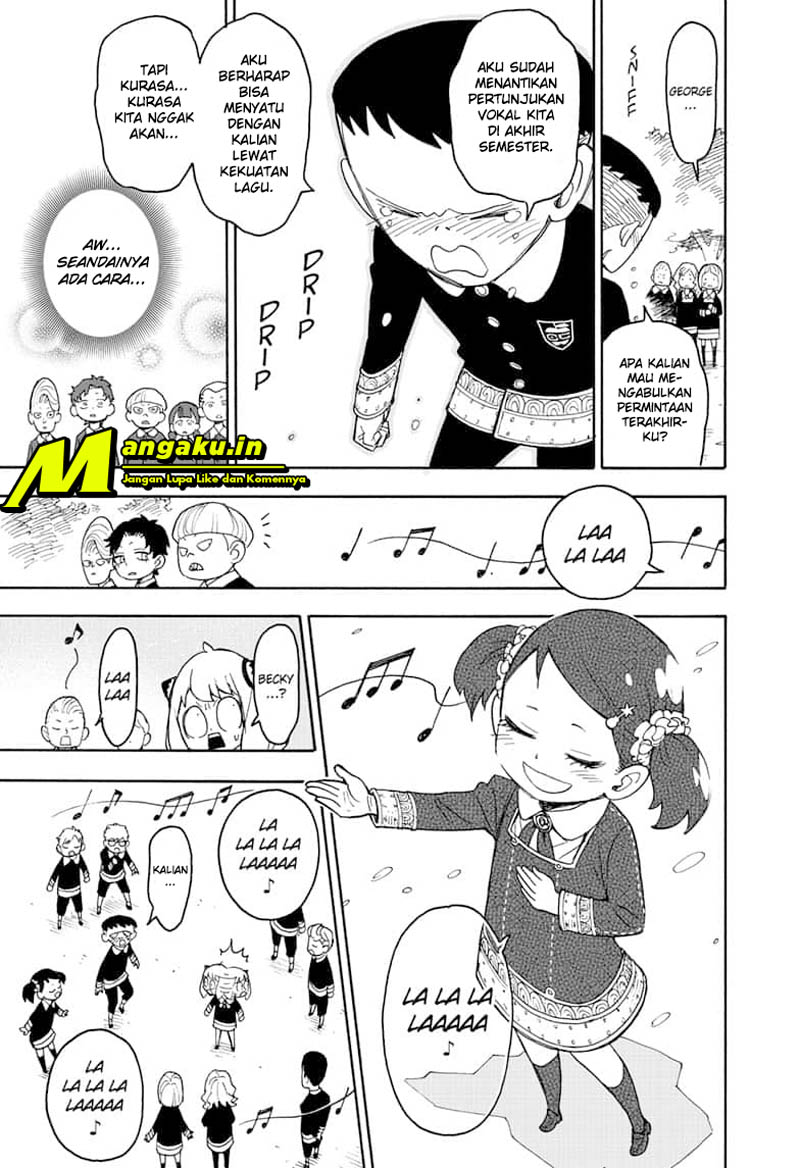 GEORGE
...
SNIFF
APA KALIAN
MAU ME-
NGABULKAN
PERMINTAAN
TERAKHIR-
KU?
AKU SUDAH
MENANTIKAN
PERTUNJUKAN
VOKAL KITA
DI AKHIR
SEMESTER.
AKU
BERHARAP
BISA
MENYATU
DENGAN
KALIAN
LEWAT
KEKUATAN
LAGU.
DRIP
DRIP
TAPI
KURASA...
KURASA
KITA NGGAK
AKAN...
AW...
SEANDAINYA
ADA CARA...
Mangaku.in
Jangan Lupa Like dan Komennya
LAA
LA LAA
BECKY
...?
LAA
LAA
LA LA LA
LAAAAA
♪
LA
LA LA LA
LAAAAA
♪
KALIAN
...
LA
LA LA LA
LAAAAA
♪